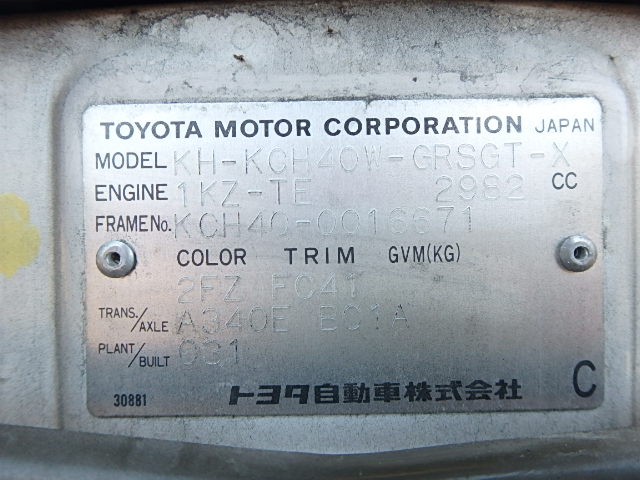 TOYOTA MOTOR CORPORATION JAPAN
MODEL KH-KCH40W-GRSGT-X
ENGINE 1KZ-TE 2982 CC
FRAME No. KCH40-0016671
COLOR TRIM GVM(KG)
2FZ FC41
TRANS./AXLE A340E B01A
PLANT/BUILT C31
30881 トヨタ自動車株式会社 C